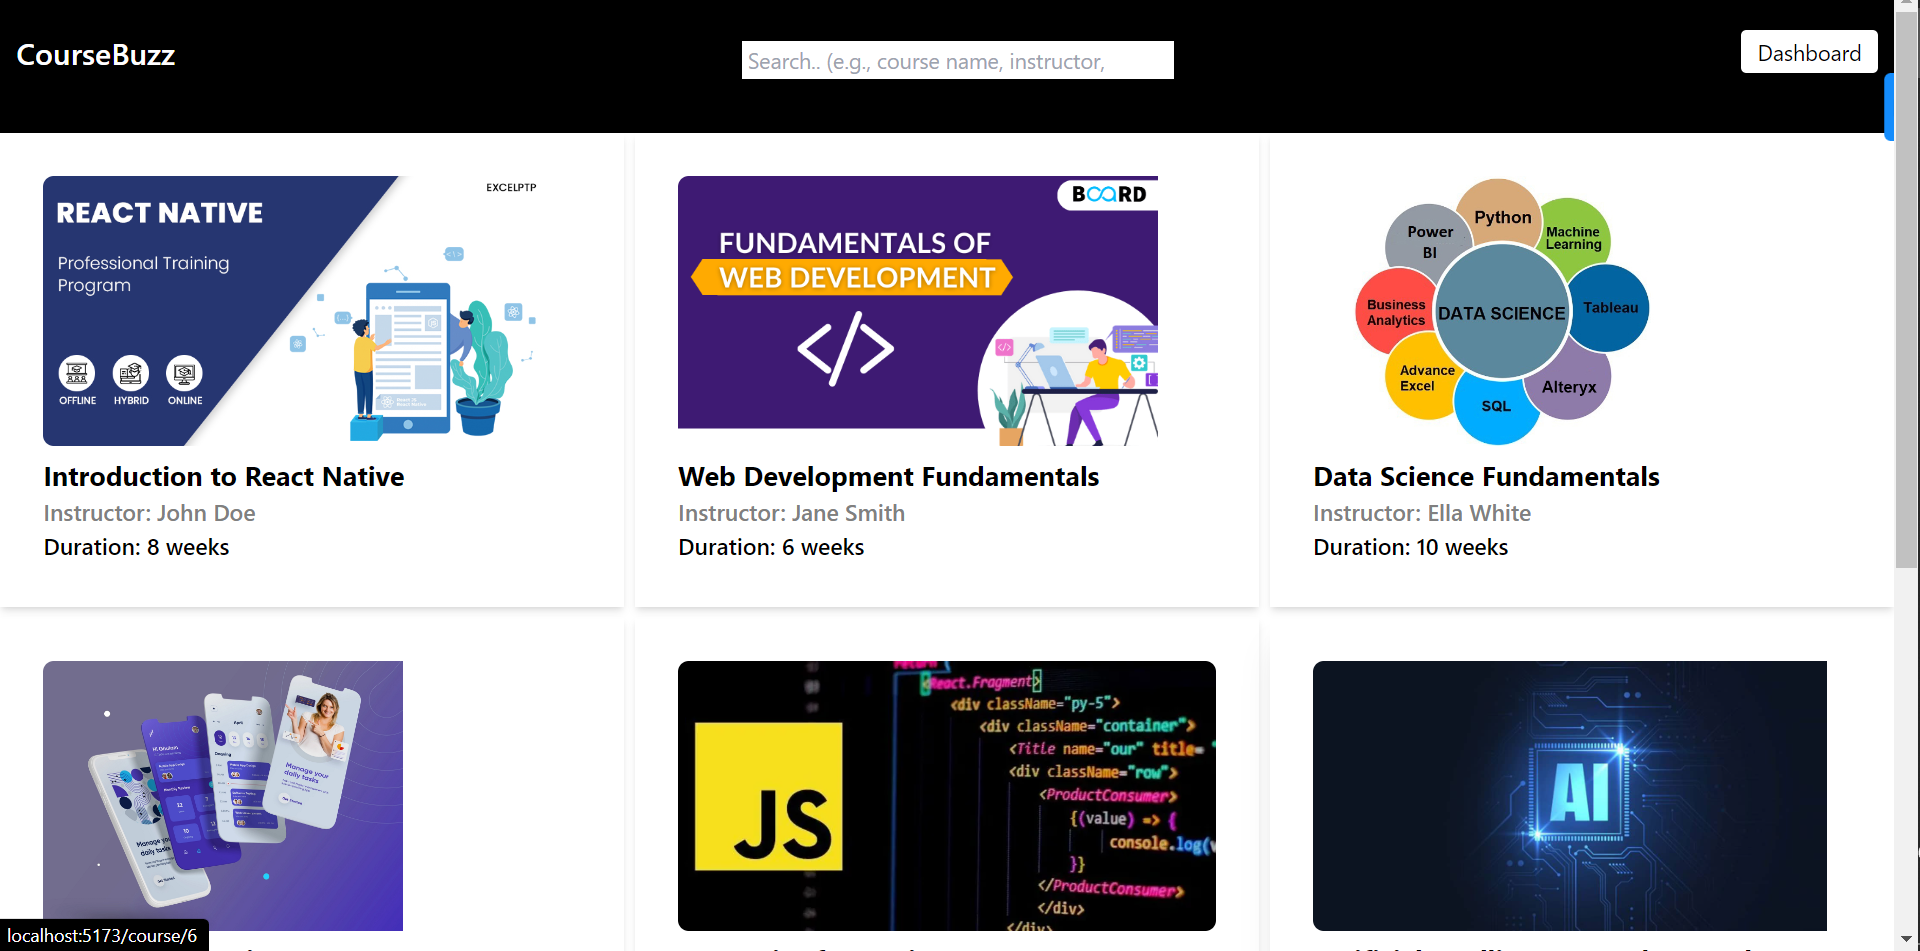 CourseBuzz
Search.. (e.g., course name, instructor,
Dashboard
EXCELPTP
REACT NATIVE
Professional Training
Program
OFFLINE HYBRID ONLINE
Introduction to React Native
Instructor: John Doe
Duration: 8 weeks
BOARD
FUNDAMENTALS OF
WEB DEVELOPMENT
</>
Web Development Fundamentals
Instructor: Jane Smith
Duration: 6 weeks
Python
Machine
Learning
Power
BI
Business
Analytics
DATA SCIENCE
Tableau
Advance
Excel
Alteryx
SQL
Data Science Fundamentals
Instructor: Ella White
Duration: 10 weeks
Manage your
daily tasks
JS
<React.Fragment>
<div className="py-5">
<div className="container">
<Title name="our" title=
<div className="row">
<ProductConsumer>
{(value) => {
console.log(
}}
</ProductConsumer>
</div>
</div>
AI
localhost:5173/course/6